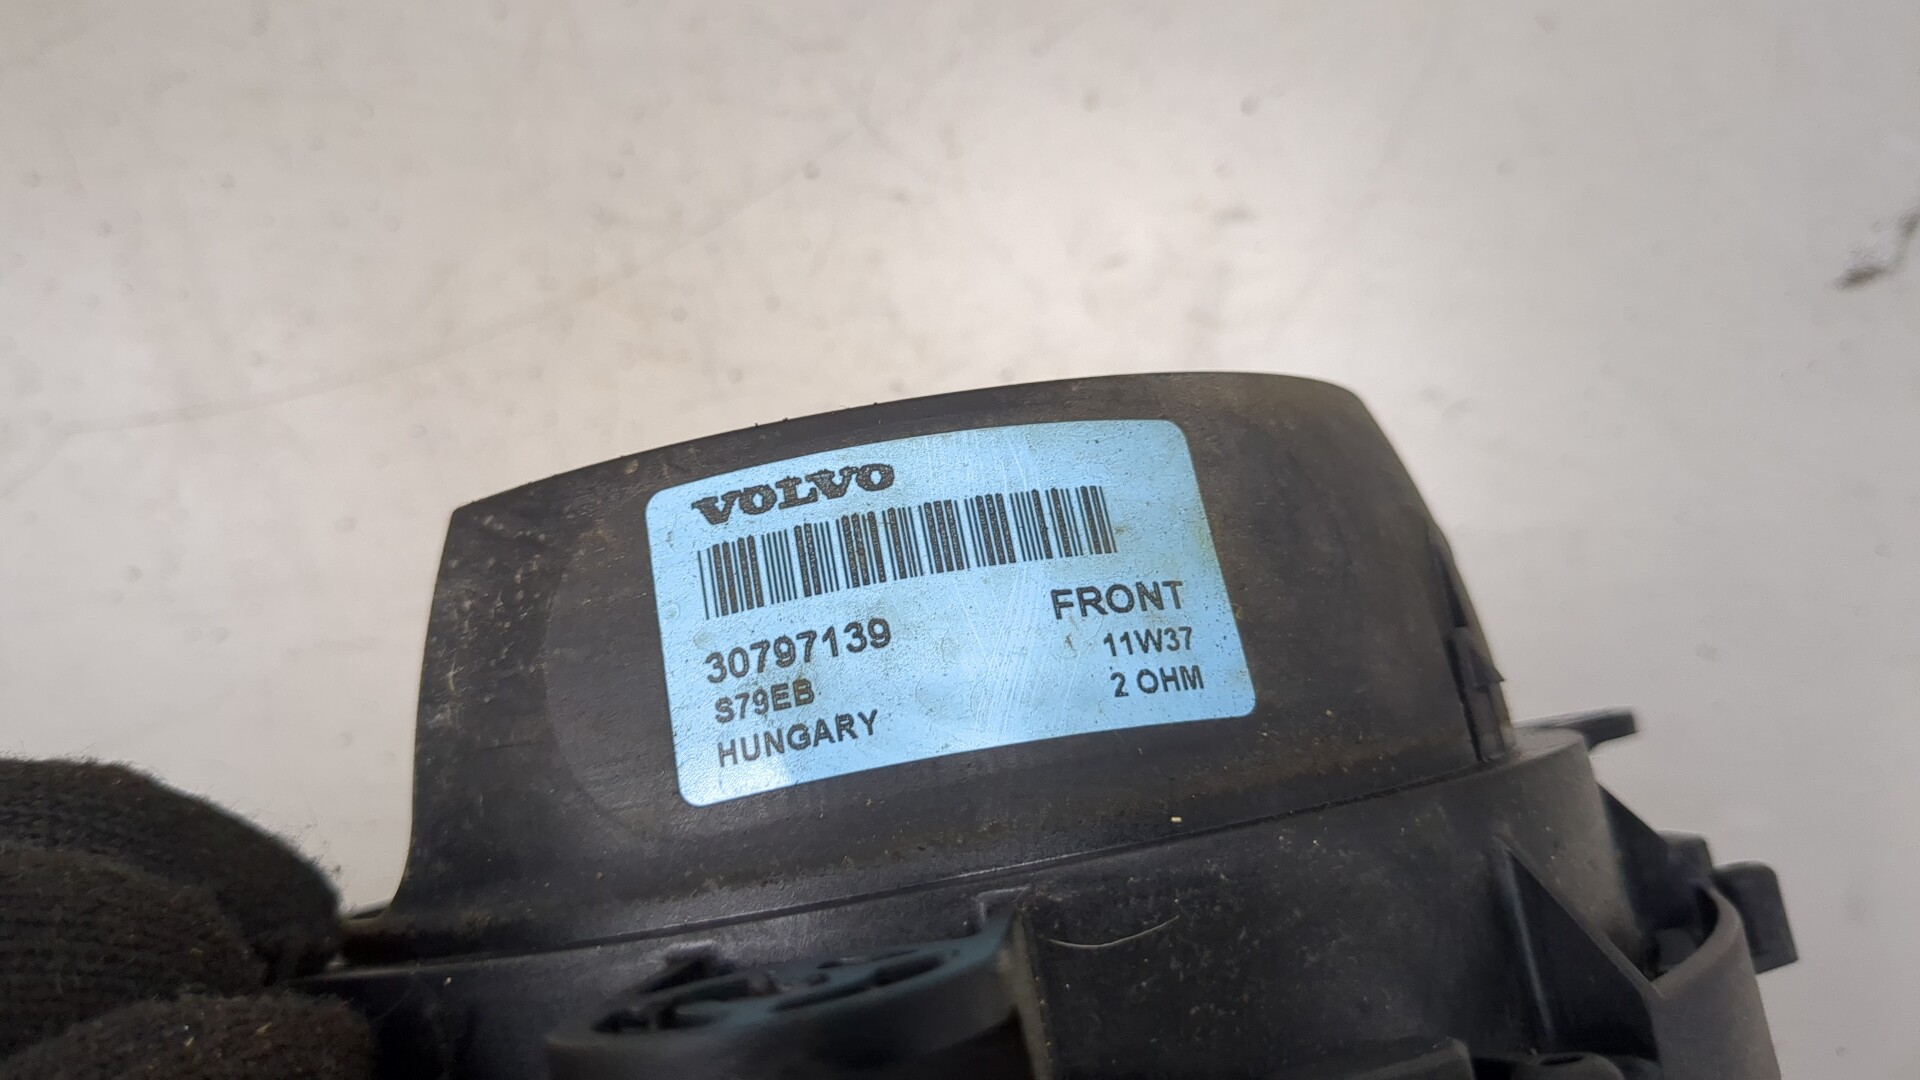 VOLVO
30797139
S79EB
HUNGARY
FRONT
11W37
2 OHM